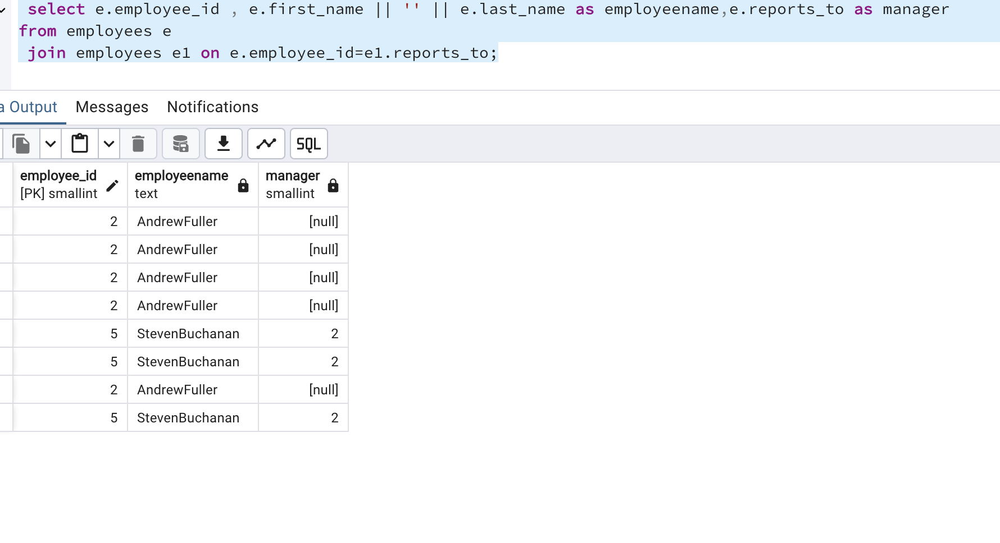 select e.employee_id , e.first_name || '' || e.last_name as employeename,e.reports_to as manager
from employees e
join employees e1 on e.employee_id=e1.reports_to;
a Output Messages Notifications
SQL
employee_id employeename manager
[PK] smallint text smallint
2 AndrewFuller [null]
2 AndrewFuller [null]
2 AndrewFuller [null]
2 AndrewFuller [null]
5 StevenBuchanan 2
5 StevenBuchanan 2
2 AndrewFuller [null]
5 StevenBuchanan 2